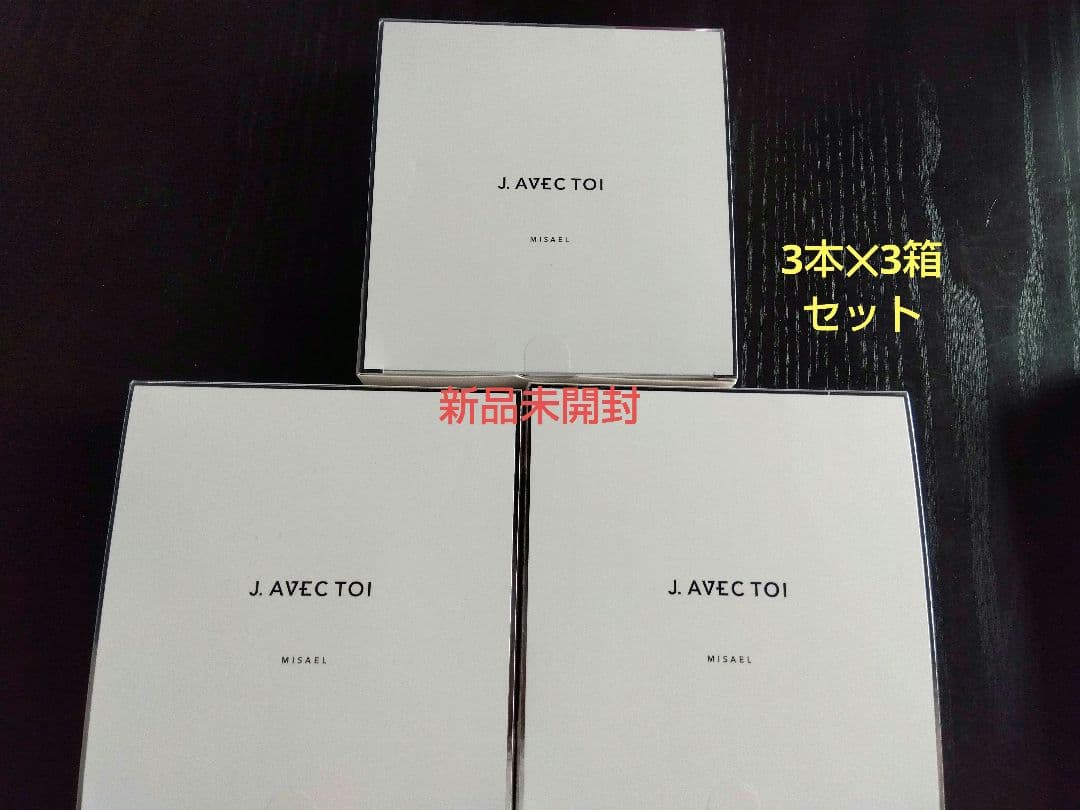 J. AVEC TOI
MISAEL
3本×3箱
セット
新品未開封
J. AVEC TOI
MISAEL
J. AVEC TOI
MISAEL